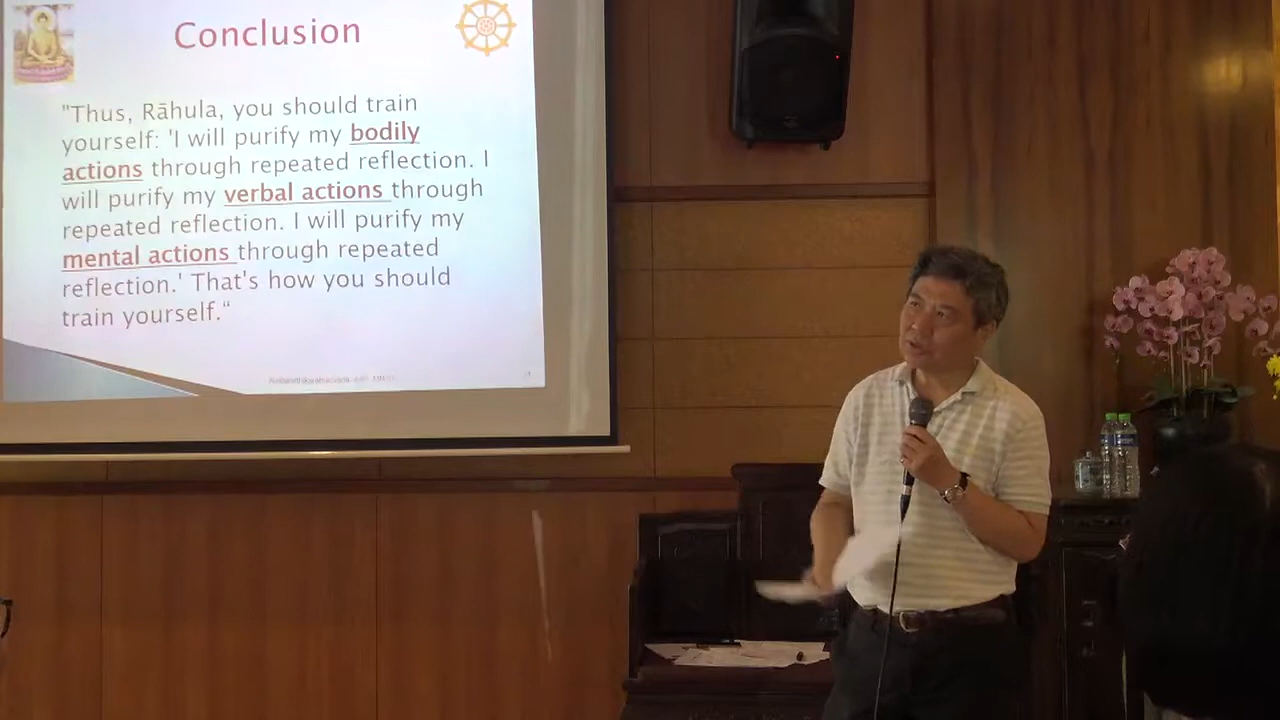 Conclusion
"Thus, Rāhula, you should train
yourself: 'I will purify my bodily
actions through repeated reflection. I
will purify my verbal actions through
repeated reflection. I will purify my
mental actions through repeated
reflection.' That's how you should
train yourself."